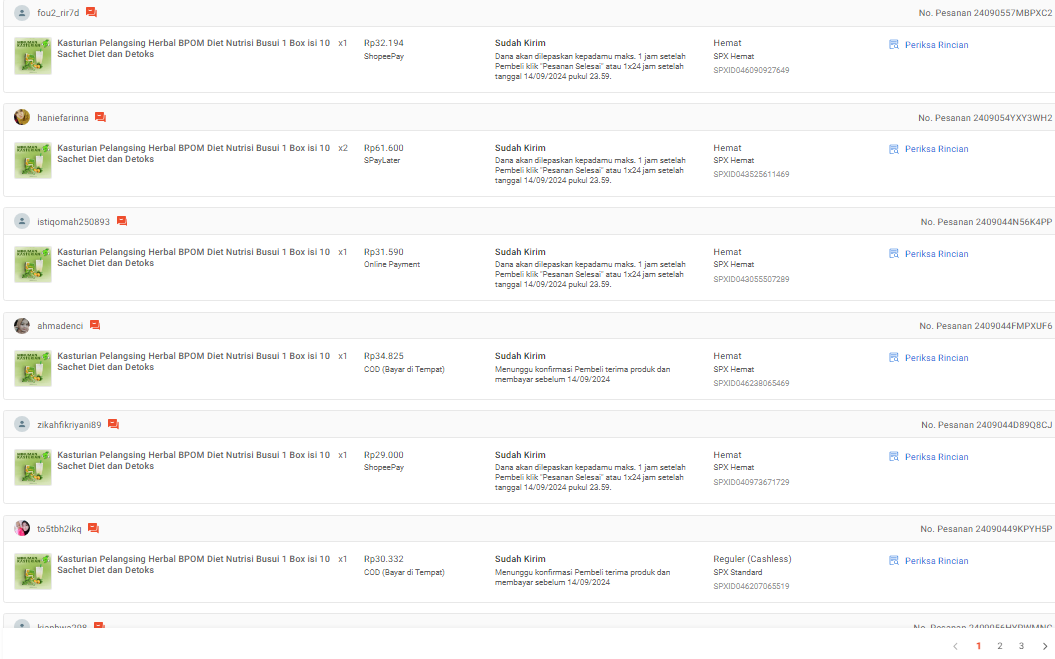 fou2_rir7d
No. Pesanan 24090557MBPXC2
Kasturian Pelangsing Herbal BPOM Diet Nutrisi Busui 1 Box isi 10 x1 Rp32.194 Sudah Kirim Hemat Periksa Rincian
Sachet Diet dan Detoks ShopeePay Dana akan dilepaskan kepadamu maks. 1 jam setelah SPX Hemat
Pembeli klik "Pesanan Selesai" atau 1x24 jam setelah SPXID046090927649
tanggal 14/09/2024 pukul 23.59.
haniefarinna
No. Pesanan 2409054YXY3WH2
Kasturian Pelangsing Herbal BPOM Diet Nutrisi Busui 1 Box isi 10 x2 Rp61.600 Sudah Kirim Hemat Periksa Rincian
Sachet Diet dan Detoks SPayLater Dana akan dilepaskan kepadamu maks. 1 jam setelah SPX Hemat
Pembeli klik "Pesanan Selesai" atau 1x24 jam setelah SPXID043525611469
tanggal 14/09/2024 pukul 23.59.
istiqomah250893
No. Pesanan 2409044N56K4PP
Kasturian Pelangsing Herbal BPOM Diet Nutrisi Busui 1 Box isi 10 x1 Rp31.590 Sudah Kirim Hemat Periksa Rincian
Sachet Diet dan Detoks Online Payment Dana akan dilepaskan kepadamu maks. 1 jam setelah SPX Hemat
Pembeli klik "Pesanan Selesai" atau 1x24 jam setelah SPXID043055507289
tanggal 14/09/2024 pukul 23.59.
ahmadenci
No. Pesanan 2409044FMPXUF6
Kasturian Pelangsing Herbal BPOM Diet Nutrisi Busui 1 Box isi 10 x1 Rp34.825 Sudah Kirim Hemat Periksa Rincian
Sachet Diet dan Detoks COD (Bayar di Tempat) Menunggu konfirmasi Pembeli terima produk dan SPX Hemat
membayar sebelum 14/09/2024 SPXID046238065469
zikahfikriyani89
No. Pesanan 2409044D89Q8CJ
Kasturian Pelangsing Herbal BPOM Diet Nutrisi Busui 1 Box isi 10 x1 Rp29.000 Sudah Kirim Hemat Periksa Rincian
Sachet Diet dan Detoks ShopeePay Dana akan dilepaskan kepadamu maks. 1 jam setelah SPX Hemat
Pembeli klik "Pesanan Selesai" atau 1x24 jam setelah SPXID040973671729
tanggal 14/09/2024 pukul 23.59.
to5tbh2ikq
No. Pesanan 24090449KPYH5P
Kasturian Pelangsing Herbal BPOM Diet Nutrisi Busui 1 Box isi 10 x1 Rp30.332 Sudah Kirim Reguler (Cashless) Periksa Rincian
Sachet Diet dan Detoks COD (Bayar di Tempat) Menunggu konfirmasi Pembeli terima produk dan SPX Standard
membayar sebelum 14/09/2024 SPXID046207065519
No. Pesanan
1 2 3